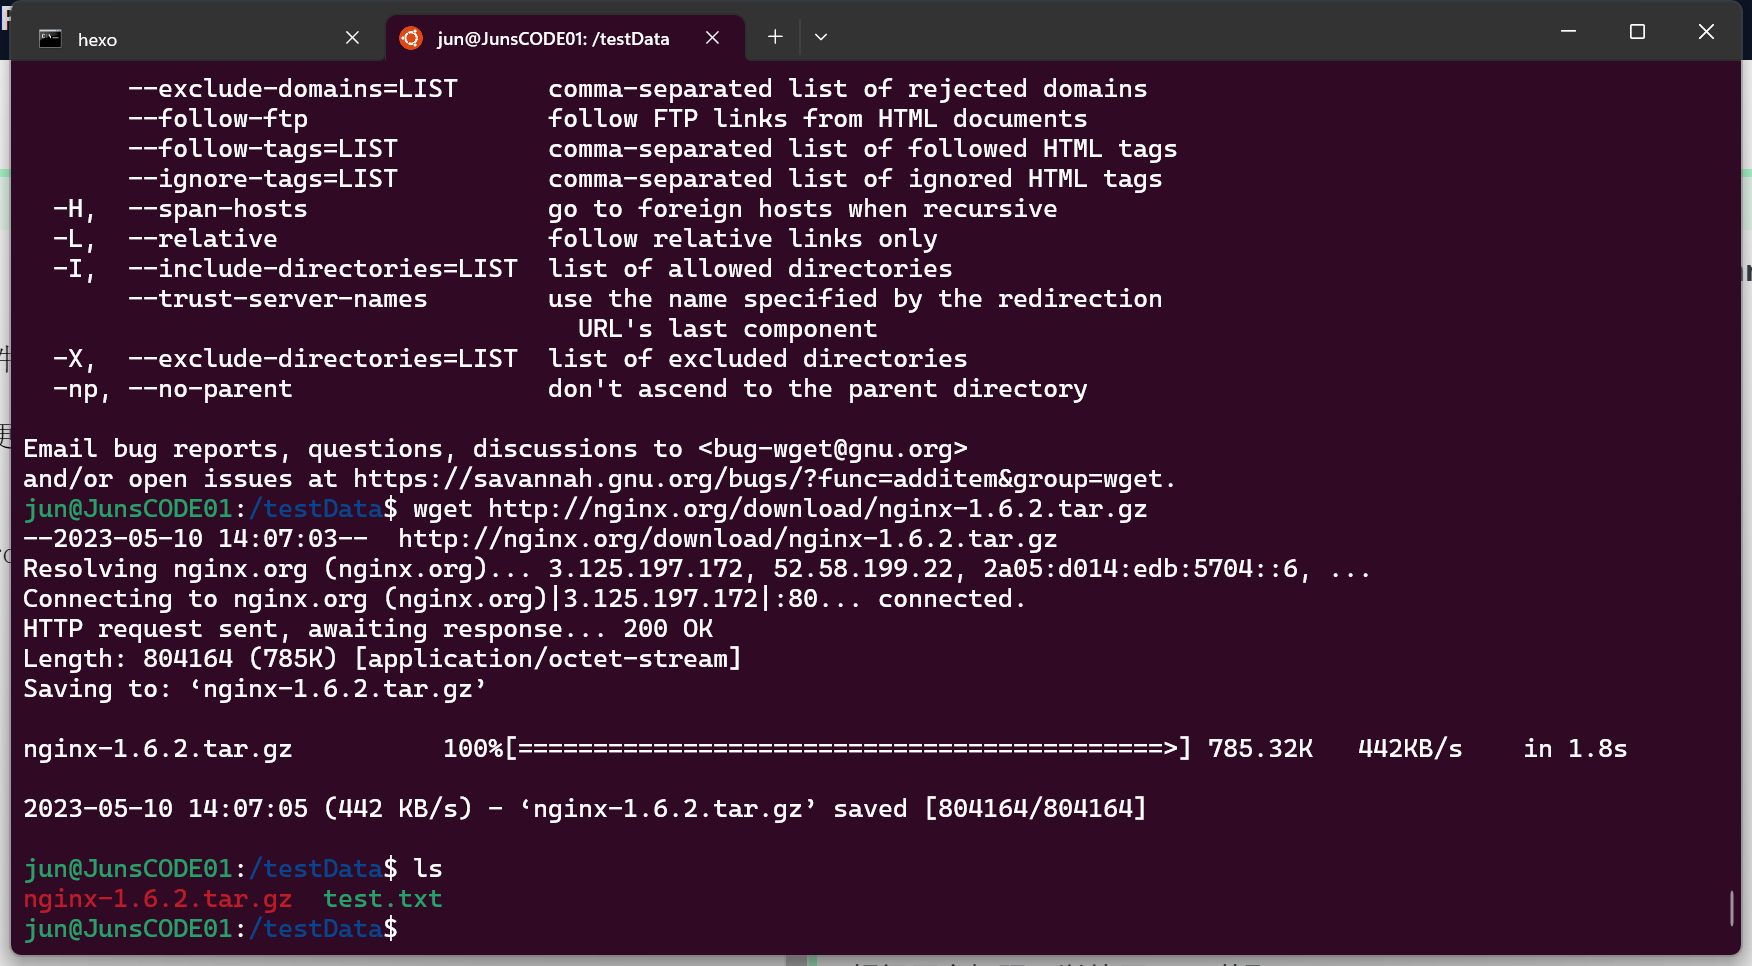 hexo
jun@JunsCODE01: /testData
--exclude-domains=LIST comma-separated list of rejected domains
--follow-ftp follow FTP links from HTML documents
--follow-tags=LIST comma-separated list of followed HTML tags
--ignore-tags=LIST comma-separated list of ignored HTML tags
-H, --span-hosts go to foreign hosts when recursive
-L, --relative follow relative links only
-I, --include-directories=LIST list of allowed directories
--trust-server-names use the name specified by the redirection
URL's last component
-X, --exclude-directories=LIST list of excluded directories
-np, --no-parent don't ascend to the parent directory
Email bug reports, questions, discussions to <bug-wget@gnu.org>
and/or open issues at https://savannah.gnu.org/bugs/?func=additem&group=wget.
jun@JunsCODE01:/testData$ wget http://nginx.org/download/nginx-1.6.2.tar.gz
--2023-05-10 14:07:03-- http://nginx.org/download/nginx-1.6.2.tar.gz
Resolving nginx.org (nginx.org)... 3.125.197.172, 52.58.199.22, 2a05:d014:edb:5704::6, ...
Connecting to nginx.org (nginx.org)|3.125.197.172|:80... connected.
HTTP request sent, awaiting response... 200 OK
Length: 804164 (785K) [application/octet-stream]
Saving to: ‘nginx-1.6.2.tar.gz’
nginx-1.6.2.tar.gz 100%[===========================================>] 785.32K 442KB/s in 1.8s
2023-05-10 14:07:05 (442 KB/s) - ‘nginx-1.6.2.tar.gz’ saved [804164/804164]
jun@JunsCODE01:/testData$ ls
nginx-1.6.2.tar.gz test.txt
jun@JunsCODE01:/testData$